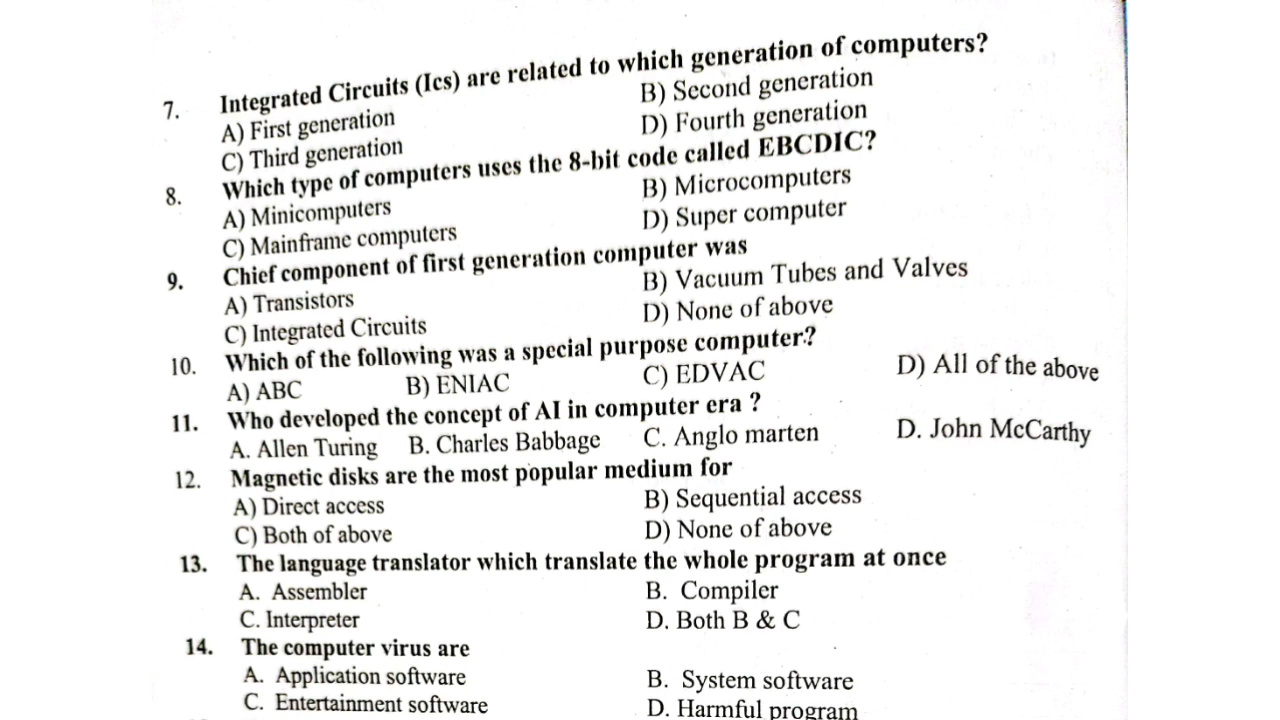 7. Integrated Circuits (Ics) are related to which generation of computers?
A) First generation B) Second generation
C) Third generation D) Fourth generation
8. Which type of computers uses the 8-bit code called EBCDIC?
A) Minicomputers B) Microcomputers
C) Mainframe computers D) Super computer
9. Chief component of first generation computer was
A) Transistors B) Vacuum Tubes and Valves
C) Integrated Circuits D) None of above
10. Which of the following was a special purpose computer?
A) ABC B) ENIAC C) EDVAC D) All of the above
11. Who developed the concept of AI in computer era ?
A. Allen Turing B. Charles Babbage C. Anglo marten D. John McCarthy
12. Magnetic disks are the most popular medium for
A) Direct access B) Sequential access
C) Both of above D) None of above
13. The language translator which translate the whole program at once
A. Assembler B. Compiler
C. Interpreter D. Both B & C
14. The computer virus are
A. Application software B. System software
C. Entertainment software D. Harmful program